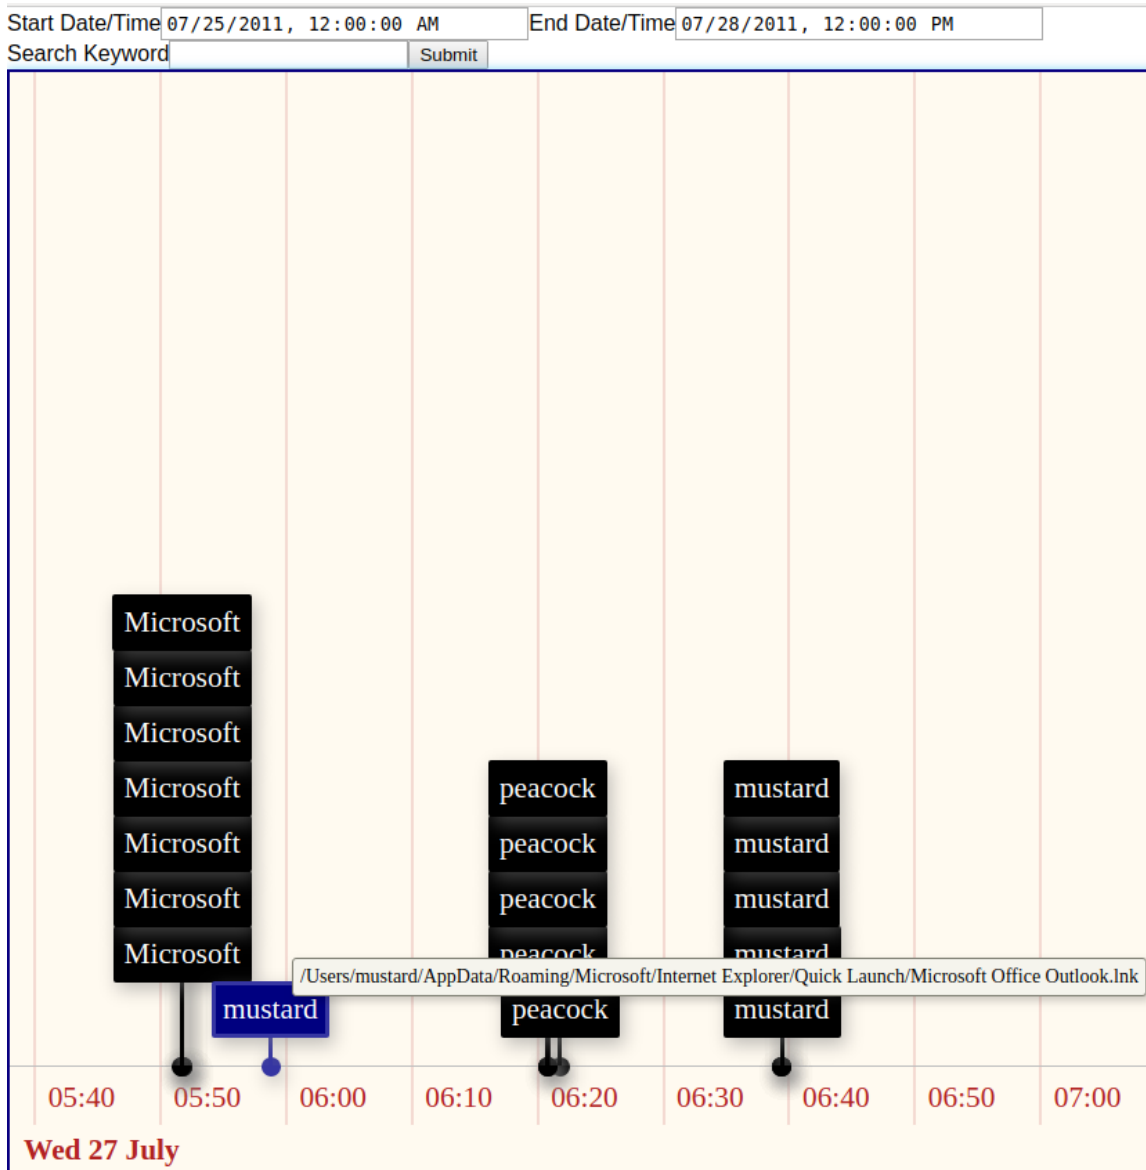 Start Date/Time 07/25/2011, 12:00:00 AM End Date/Time 07/28/2011, 12:00:00 PM
Search Keyword Submit
Microsoft
Microsoft
Microsoft
Microsoft peacock mustard
Microsoft peacock mustard
Microsoft peacock mustard
Microsoft peacock mustard
/Users/mustard/AppData/Roaming/Microsoft/Internet Explorer/Quick Launch/Microsoft Office Outlook.lnk
mustard peacock mustard
05:40 05:50 06:00 06:10 06:20 06:30 06:40 06:50 07:00
Wed 27 July